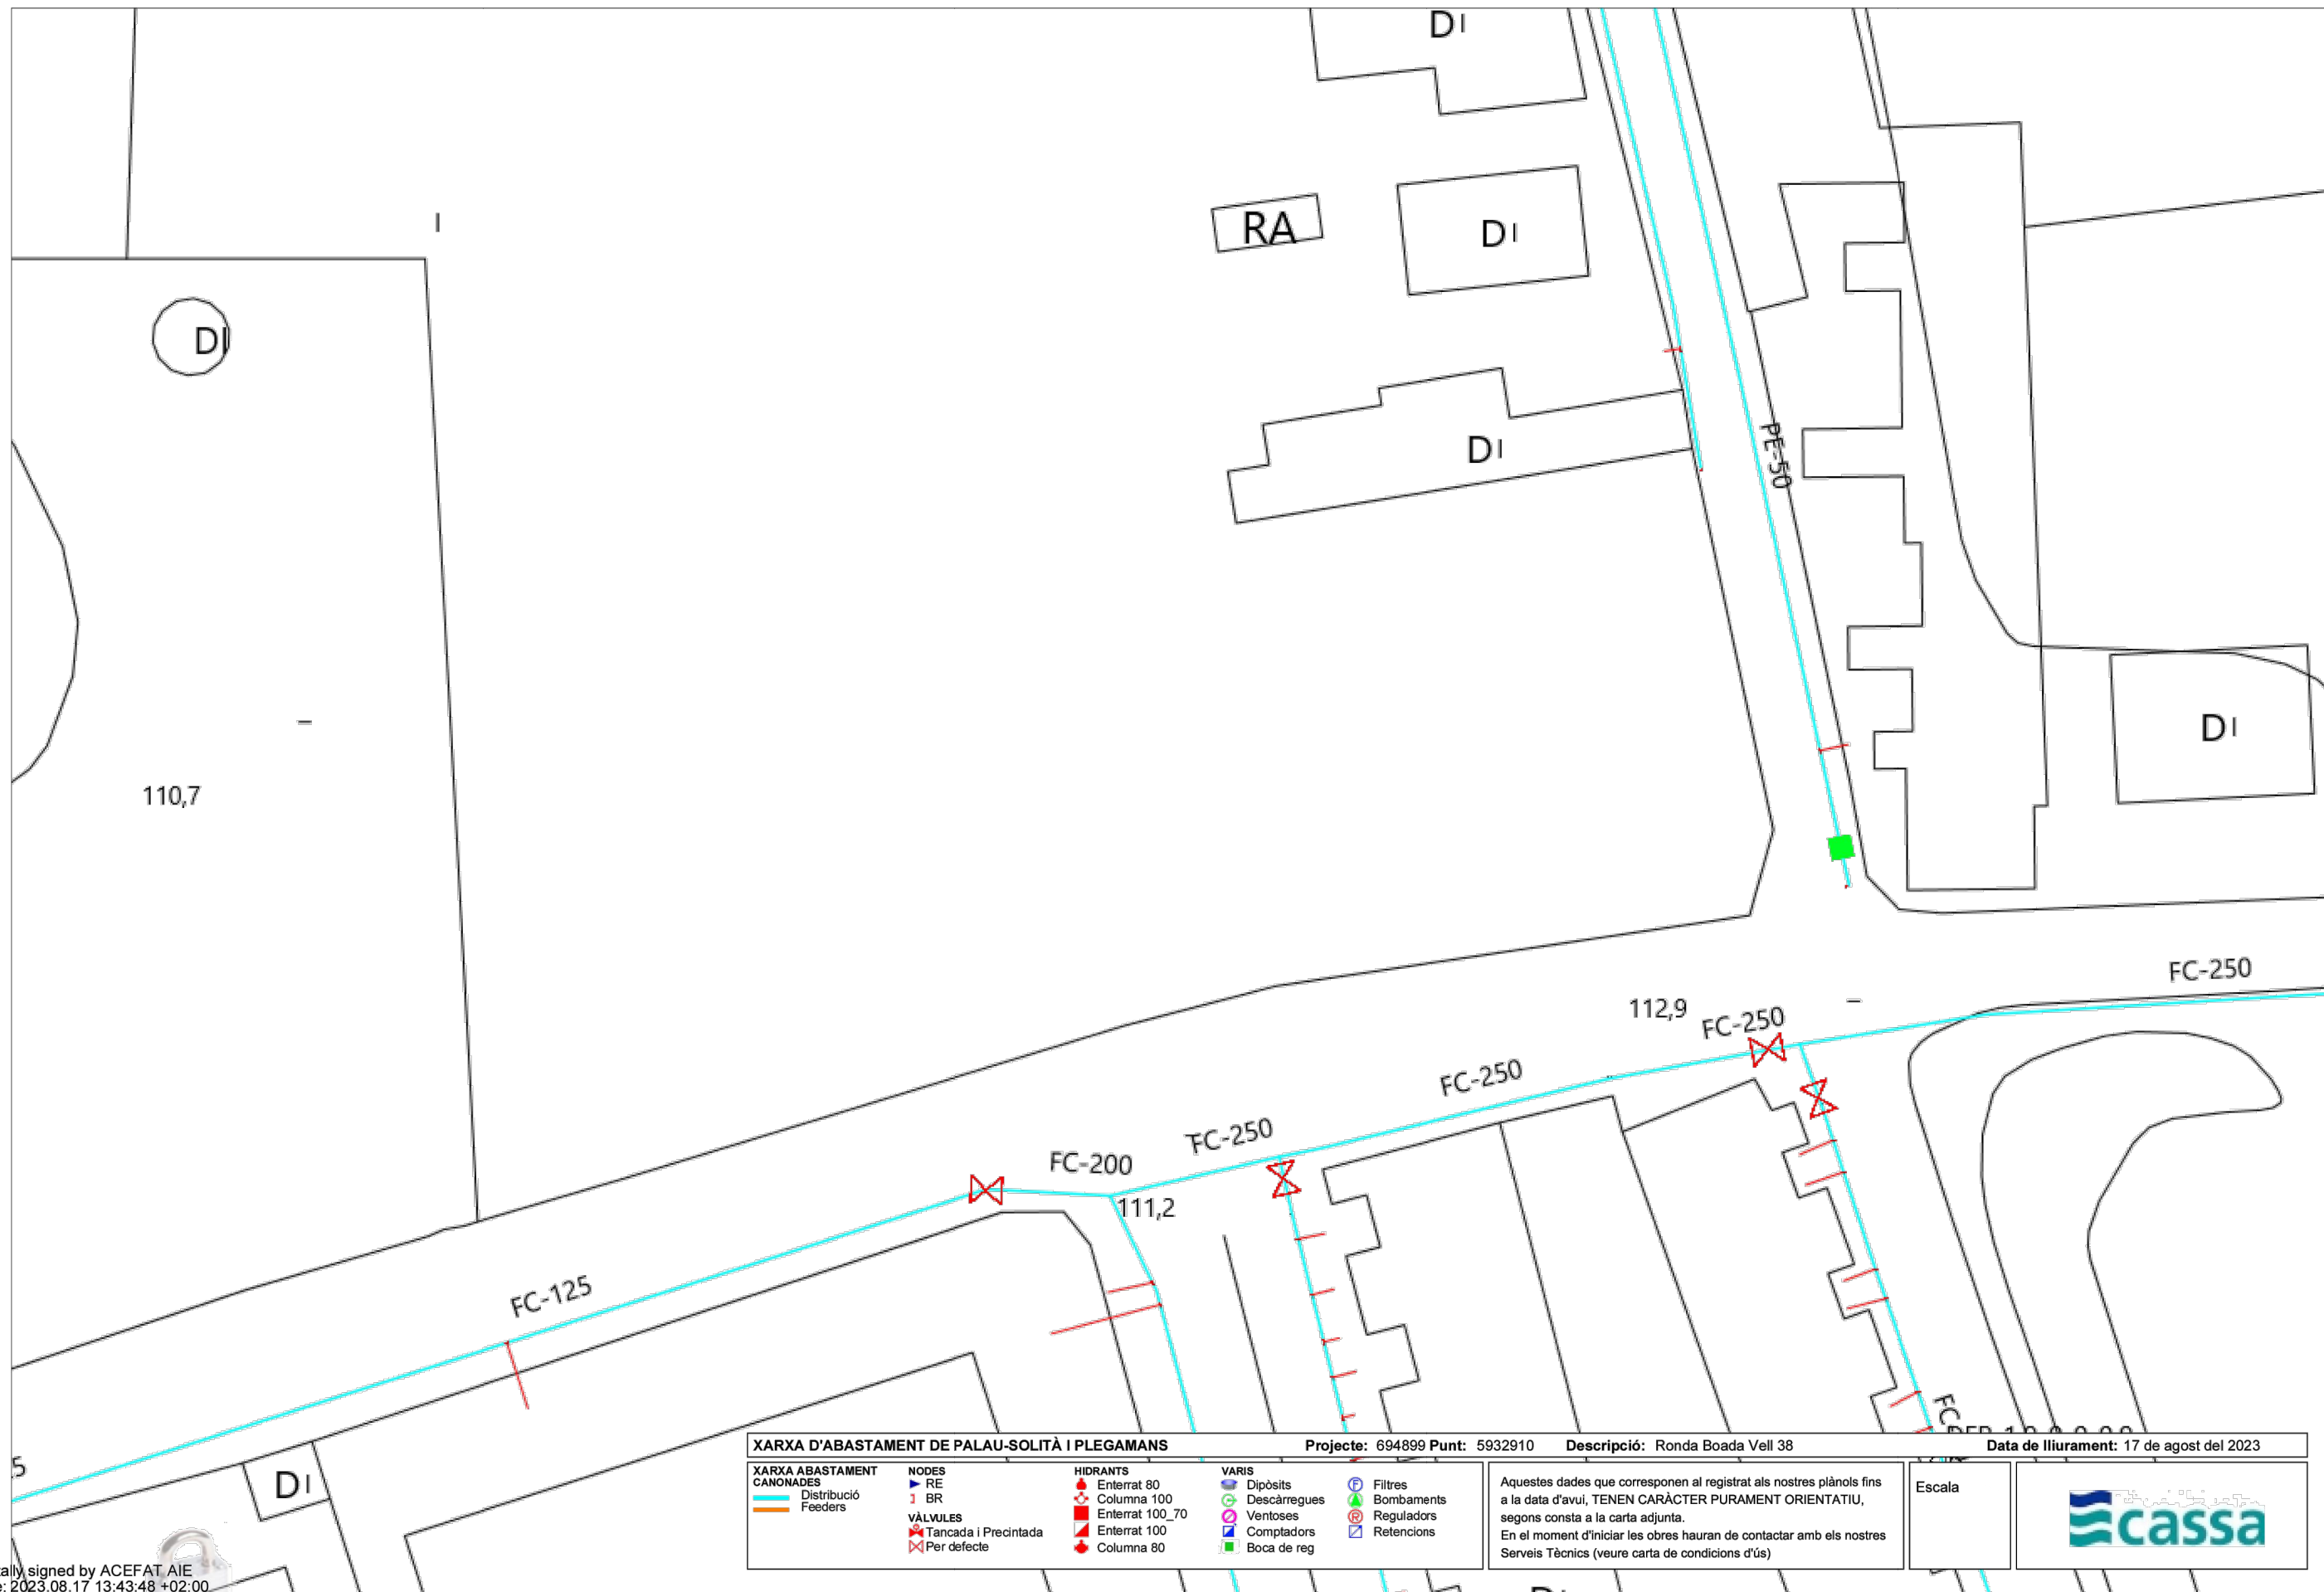 DI
RA
DI
DI
DI
PE-50
DI
110,7
FC-250
112,9
FC-250
FC-250
FC-250
FC-200
111,2
FC-125
FC
5
DI
XARXA D'ABASTAMENT DE PALAU-SOLITÀ I PLEGAMANS
Projecte: 694899 Punt: 5932910
Descripció: Ronda Boada Vell 38
Data de lliurament: 17 de agost del 2023
XARXA ABASTAMENT
CANONADES
Distribució
Feeders
NODES
RE
BR
VÀLVULES
Tancada i Precintada
Per defecte
HIDRANTS
Enterrat 80
Columna 100
Enterrat 100_70
Enterrat 100
Columna 80
VARIS
Dipòsits
Descàrregues
Ventoses
Comptadors
Boca de reg
F Filtres
Bombaments
R Reguladors
Retencions
Aquestes dades que corresponen al registrat als nostres plànols fins
a la data d'avui, TENEN CARÀCTER PURAMENT ORIENTATIU,
segons consta a la carta adjunta.
En el moment d'iniciar les obres hauran de contactar amb els nostres
Serveis Tècnics (veure carta de condicions d'ús)
Escala
cassa
signed by ACEFAT AIE
2023.08.17 13:43:48 +02:00